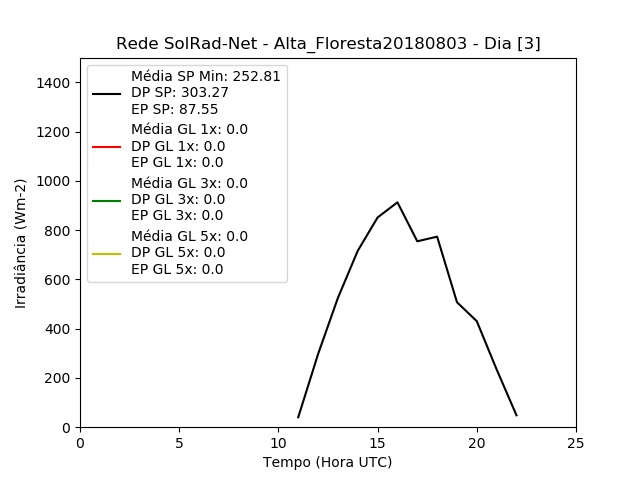 Rede SolRad-Net - Alta_Floresta20180803 - Dia [3]
Média SP Min: 252.81
DP SP: 303.27
EP SP: 87.55
Média GL 1x: 0.0
DP GL 1x: 0.0
EP GL 1x: 0.0
Média GL 3x: 0.0
DP GL 3x: 0.0
EP GL 3x: 0.0
Média GL 5x: 0.0
DP GL 5x: 0.0
EP GL 5x: 0.0
Irradiância (Wm-2)
1400
1200
1000
800
600
400
200
0
0 5 10 15 20 25
Tempo (Hora UTC)